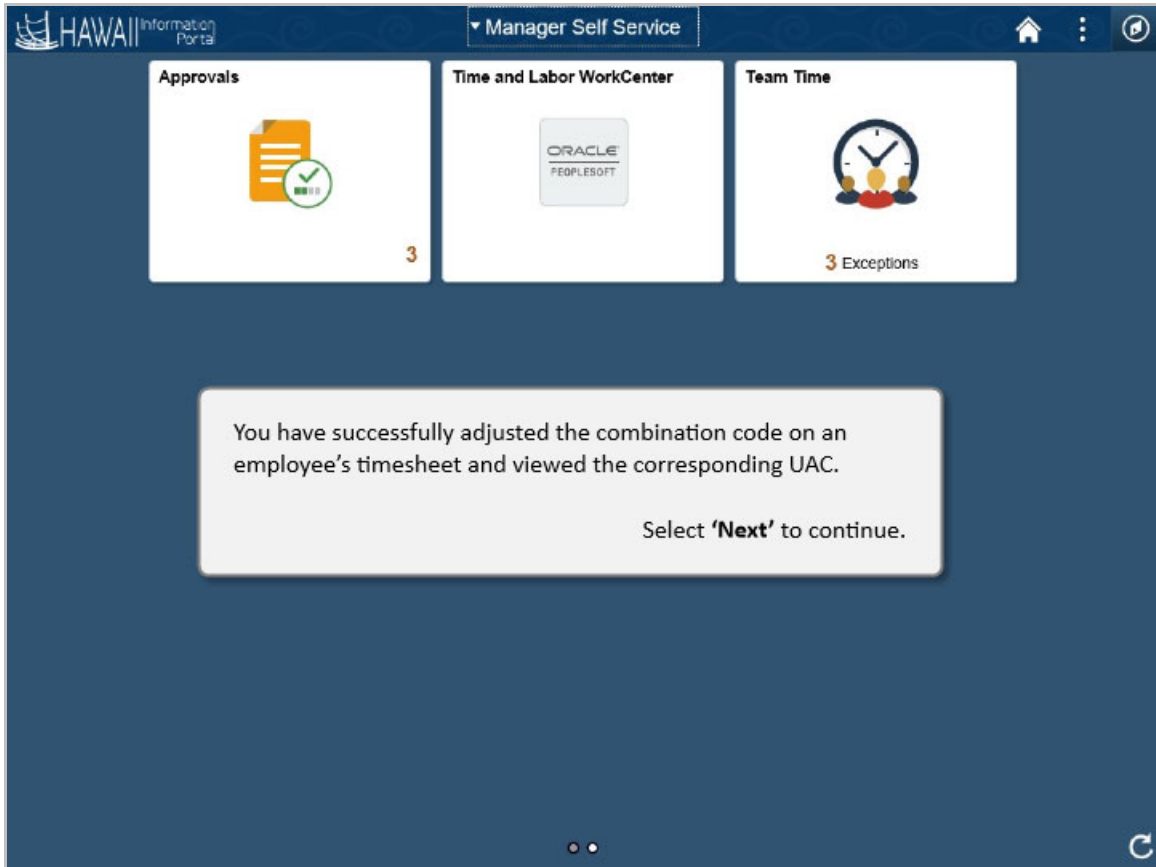 HAWAII Information
Portal
Manager Self Service
Approvals
3
Time and Labor WorkCenter
ORACLE
PEOPLESOFT
Team Time
3 Exceptions
You have successfully adjusted the combination code on an
employee’s timesheet and viewed the corresponding UAC.
Select ‘Next’ to continue.